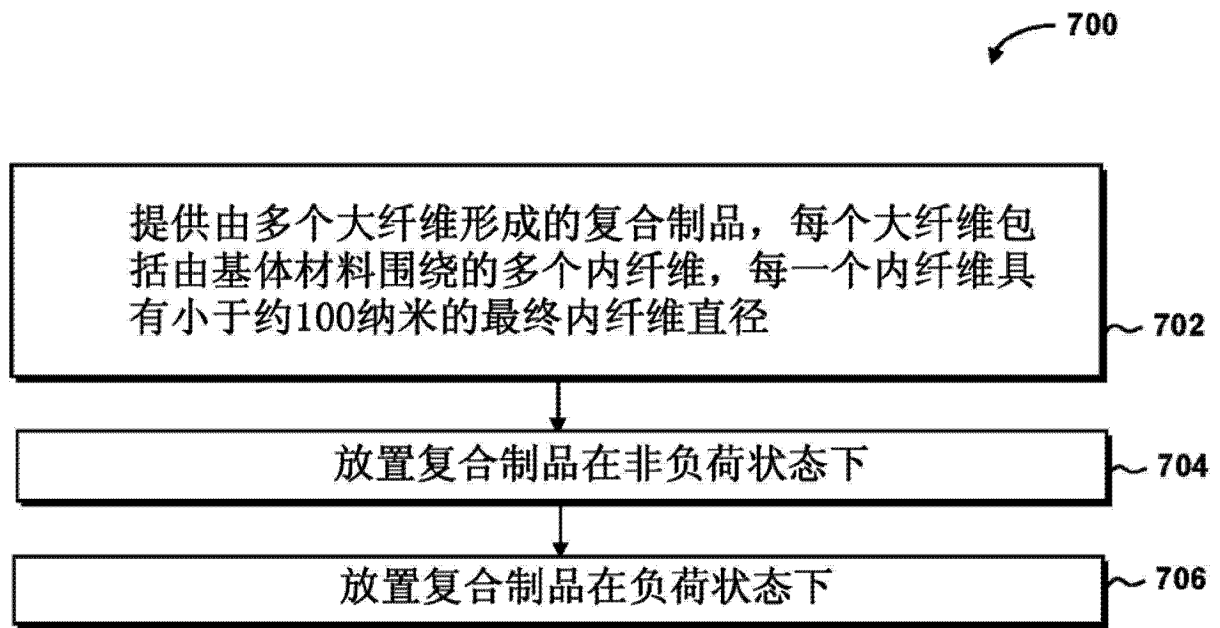 700
提供由多个大纤维形成的复合制品，每个大纤维包
括由基体材料围绕的多个内纤维，每一个内纤维具
有小于约100纳米的最终内纤维直径
702
放置复合制品在非负荷状态下
704
放置复合制品在负荷状态下
706